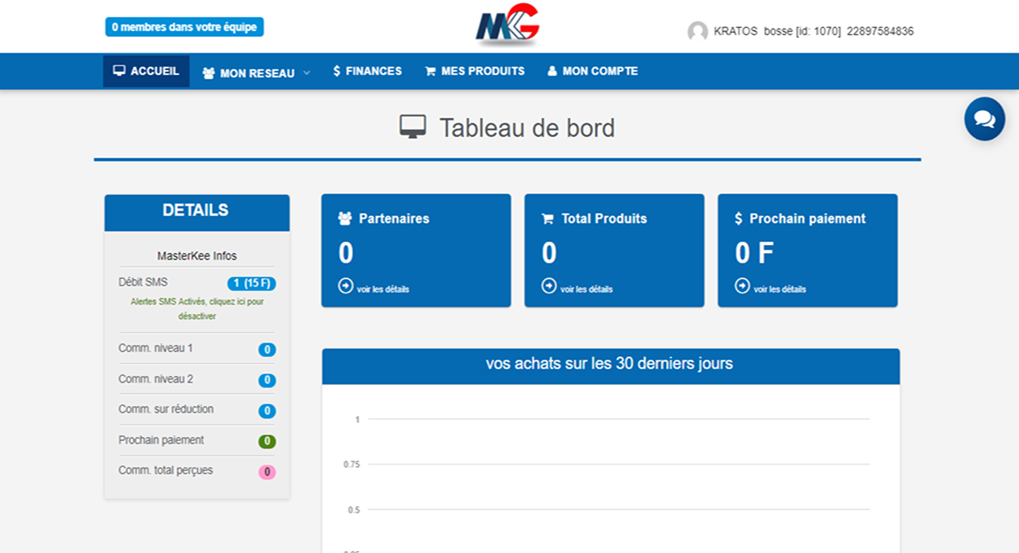 0 membres dans votre équipe
MKG
KRATOS bosse [id: 1070] 22897584836
ACCUEIL
MON RESEAU
FINANCES
MES PRODUITS
MON COMPTE
Tableau de bord
DETAILS
MasterKee Infos
Débit SMS 1 (15 F)
Alertes SMS Activés, cliquez ici pour
désactiver
Comm. niveau 1 0
Comm. niveau 2 0
Comm. sur réduction 0
Prochain paiement 0
Comm. total perçues 0
Partenaires
0
voir les détails
Total Produits
0
voir les détails
$ Prochain paiement
0 F
voir les détails
vos achats sur les 30 derniers jours
1
0.75
0.5